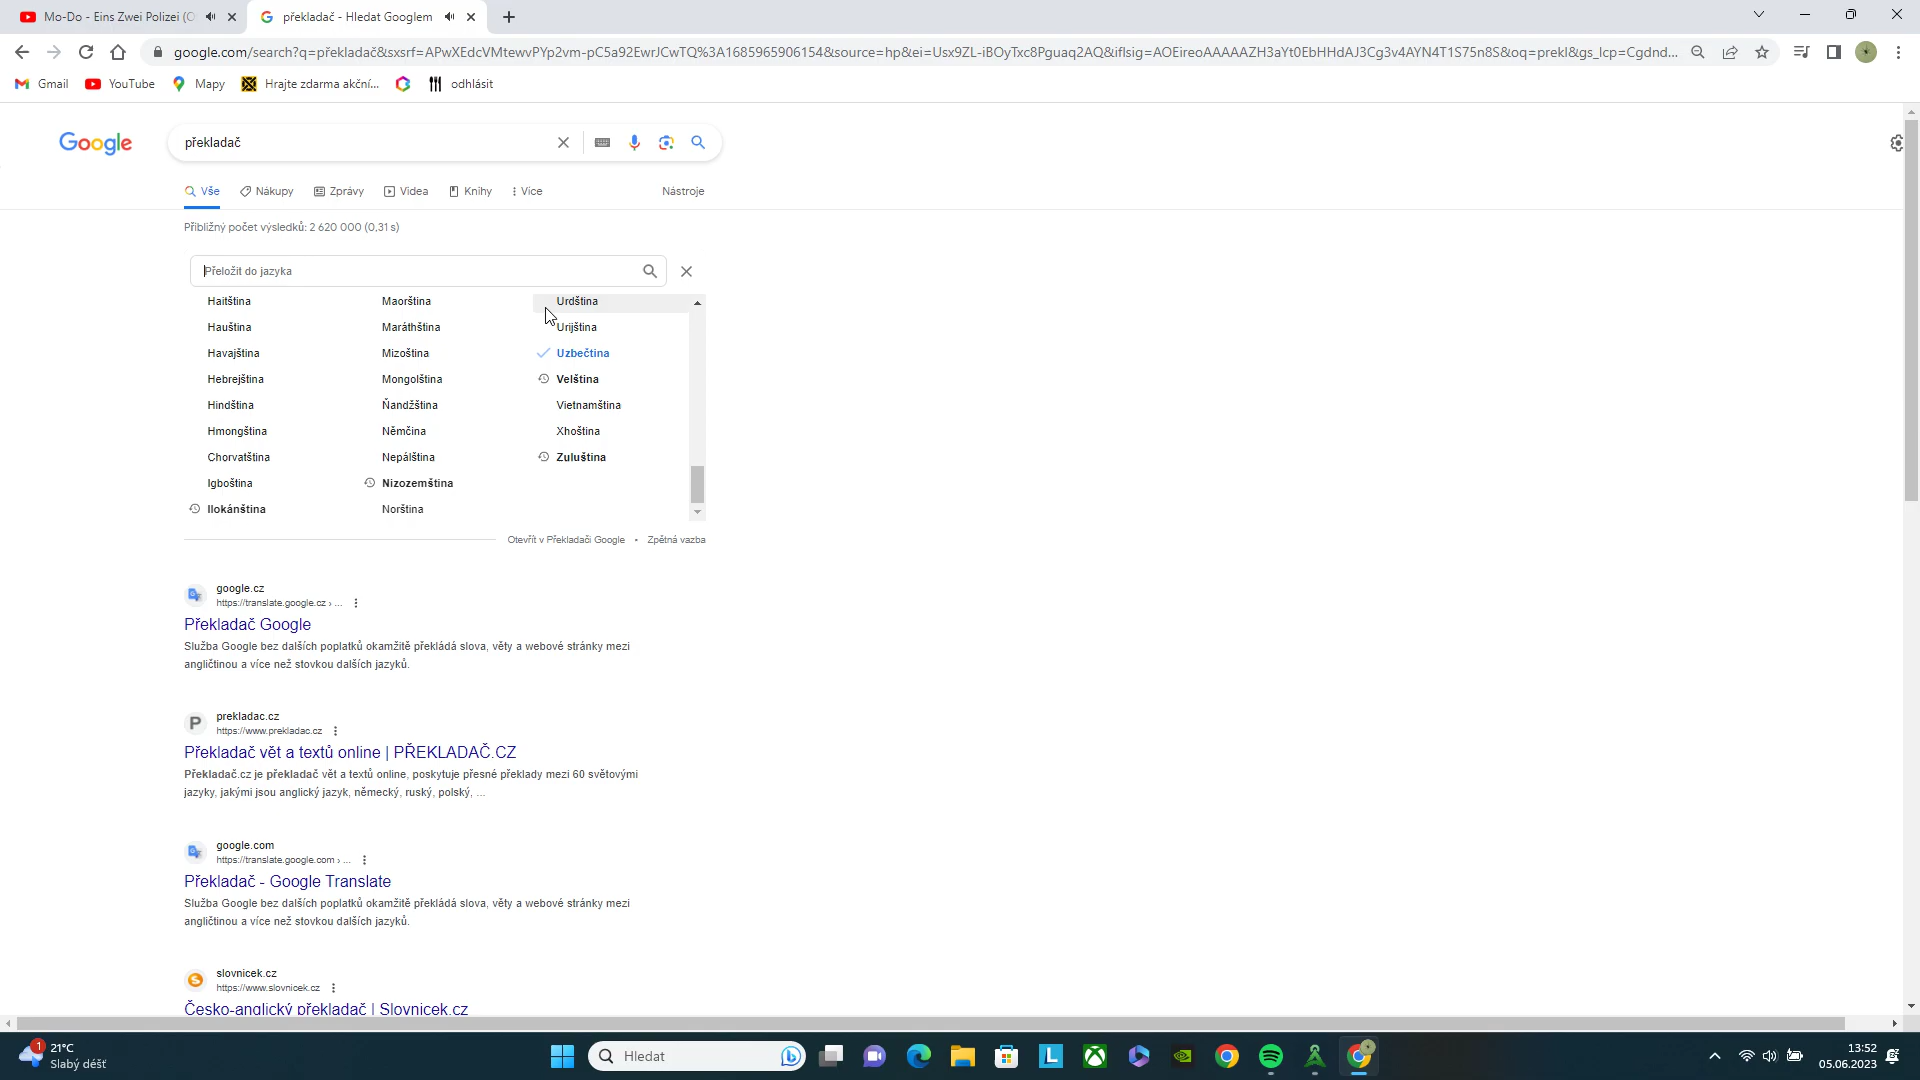 Mo-Do - Eins Zwei Polizei (O
překladač - Hledat Googlem
google.com/search?q=překladač&sxsrf=APwXEdcVMtewvPYp2vm-pC5a92EwrJCwTQ%3A1685965906154&source=hp&ei=Usx9ZL-iBOyTxc8Pguaq2AQ&iflsig=AOEireoAAAAAZH3aYt0EbHHdAJ3Cg3v4AYN4T1S75n8S&oq=prekl&gs_lcp=Cgdnd...
Gmail YouTube Mapy Hrajte zdarma akční... odhlásit
Google
překladač
Vše Nákupy Zprávy Videa Knihy Více Nástroje
Přibližný počet výsledků: 2 620 000 (0,31 s)
Přeložit do jazyka
Haitština Maorština Urdština
Hauština Maráthština Urijština
Havajština Mizoština Uzbečtina
Hebrejština Mongolština Velština
Hindština Ňandžština Vietnamština
Hmongština Němčina Xhoština
Chorvatština Nepálština Zuluština
Igboština Nizozemština
Ilokánština Norština
Otevřít v Překladači Google • Zpětná vazba
google.cz
https://translate.google.cz › ...
Překladač Google
Služba Google bez dalších poplatků okamžitě překládá slova, věty a webové stránky mezi
angličtinou a více než stovkou dalších jazyků.
P
prekladac.cz
https://www.prekladac.cz
Překladač vět a textů online | PŘEKLADAČ.CZ
Překladač.cz je překladač vět a textů online, poskytuje přesné překlady mezi 60 světovými
jazyky, jakými jsou anglický jazyk, německý, ruský, polský, ...
google.com
https://translate.google.com › ...
Překladač - Google Translate
Služba Google bez dalších poplatků okamžitě překládá slova, věty a webové stránky mezi
angličtinou a více než stovkou dalších jazyků.
slovnicek.cz
https://www.slovnicek.cz
Česko-anglický překladač | Slovnicek.cz
1
21°C
Slabý déšť
Hledat
L
13:52
05.06.2023